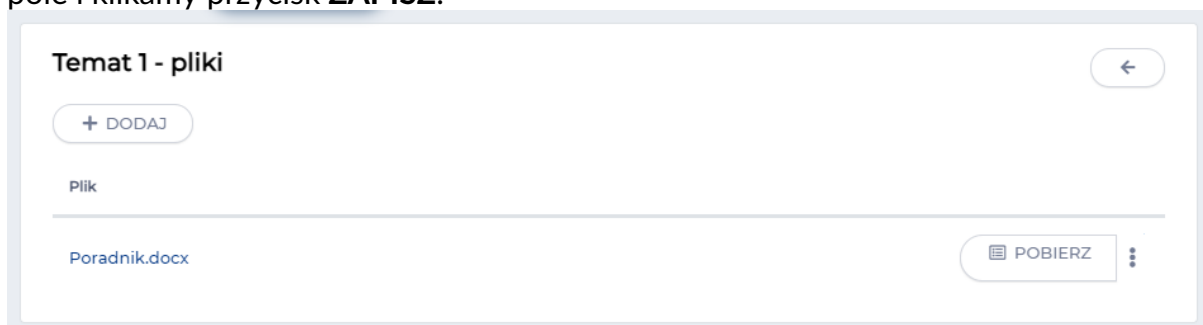 pole i klikamy przycisk ZAPISZ.
Temat 1 - pliki
+ DODAJ
Plik
Poradnik.docx
POBIERZ